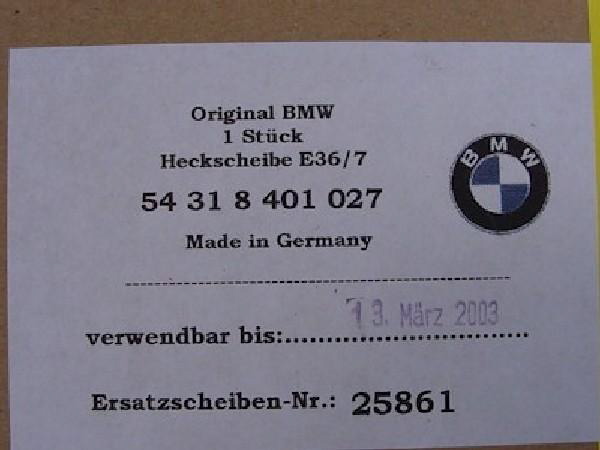 Original BMW
1 Stück
Heckscheibe E36/7
BMW
54 31 8 401 027
Made in Germany
verwendbar bis: 13. März 2003
Ersatzscheiben-Nr.: 25861